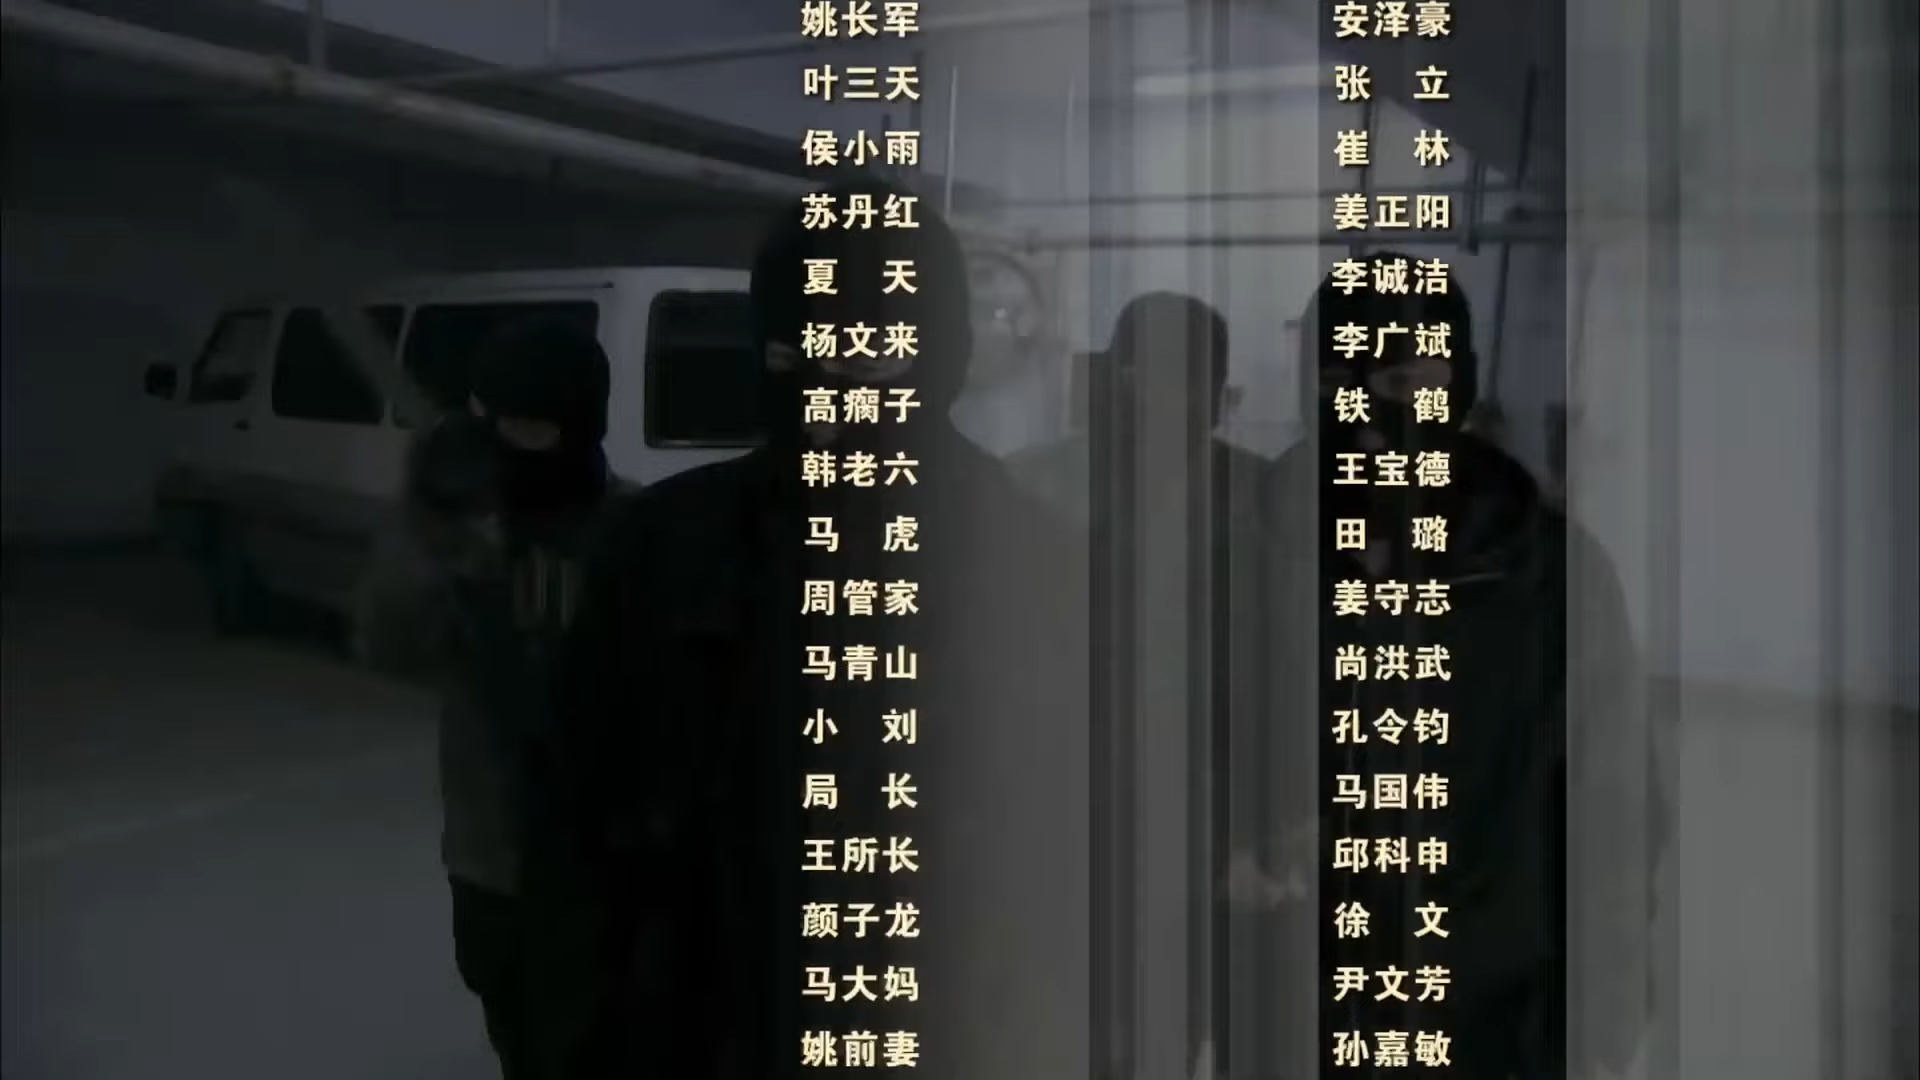 姚长军 安泽豪
叶三天 张立
侯小雨 崔林
苏丹红 姜正阳
夏天 李诚洁
杨文来 李广斌
高瘸子 铁鹤
韩老六 王宝德
马虎 田璐
周管家 姜守志
马青山 尚洪武
小刘 孔令钧
局长 马国伟
王所长 邱科申
颜子龙 徐文
马大妈 尹文芳
姚前妻 孙嘉敏